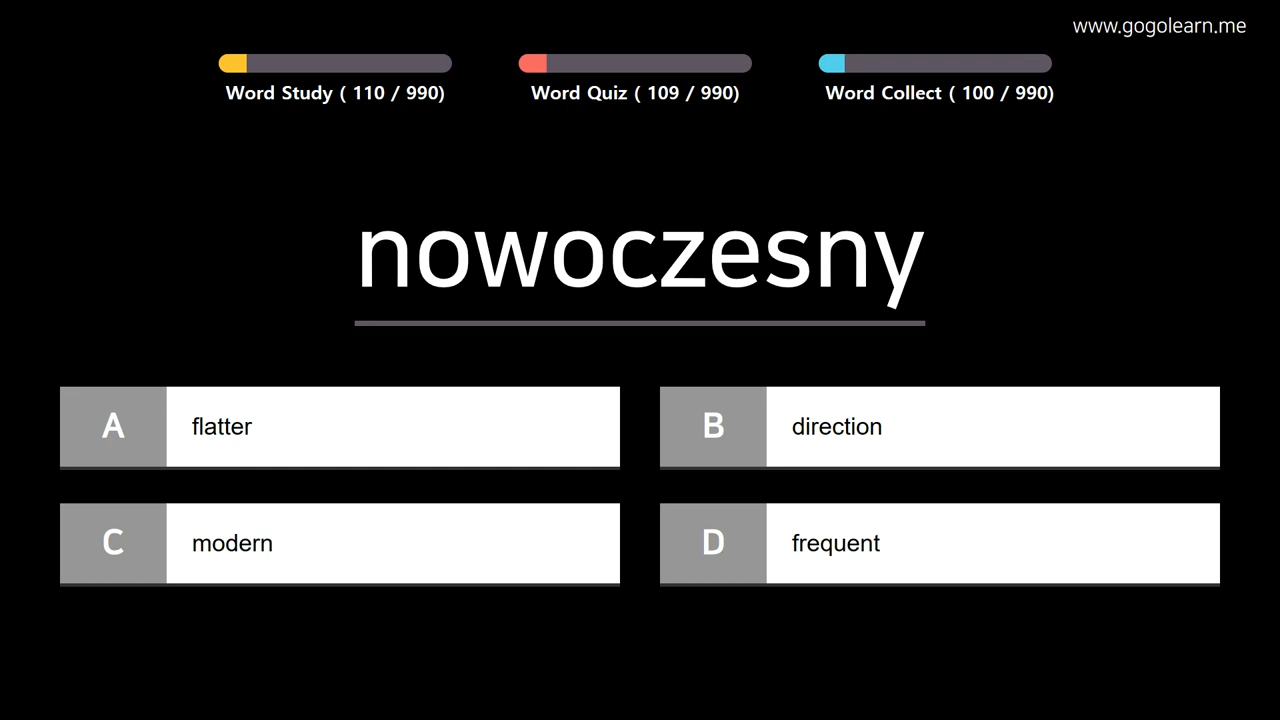 www.gogolearn.me
Word Study ( 110 / 990)
Word Quiz ( 109 / 990)
Word Collect ( 100 / 990)
nowoczesny
A flatter
B direction
C modern
D frequent